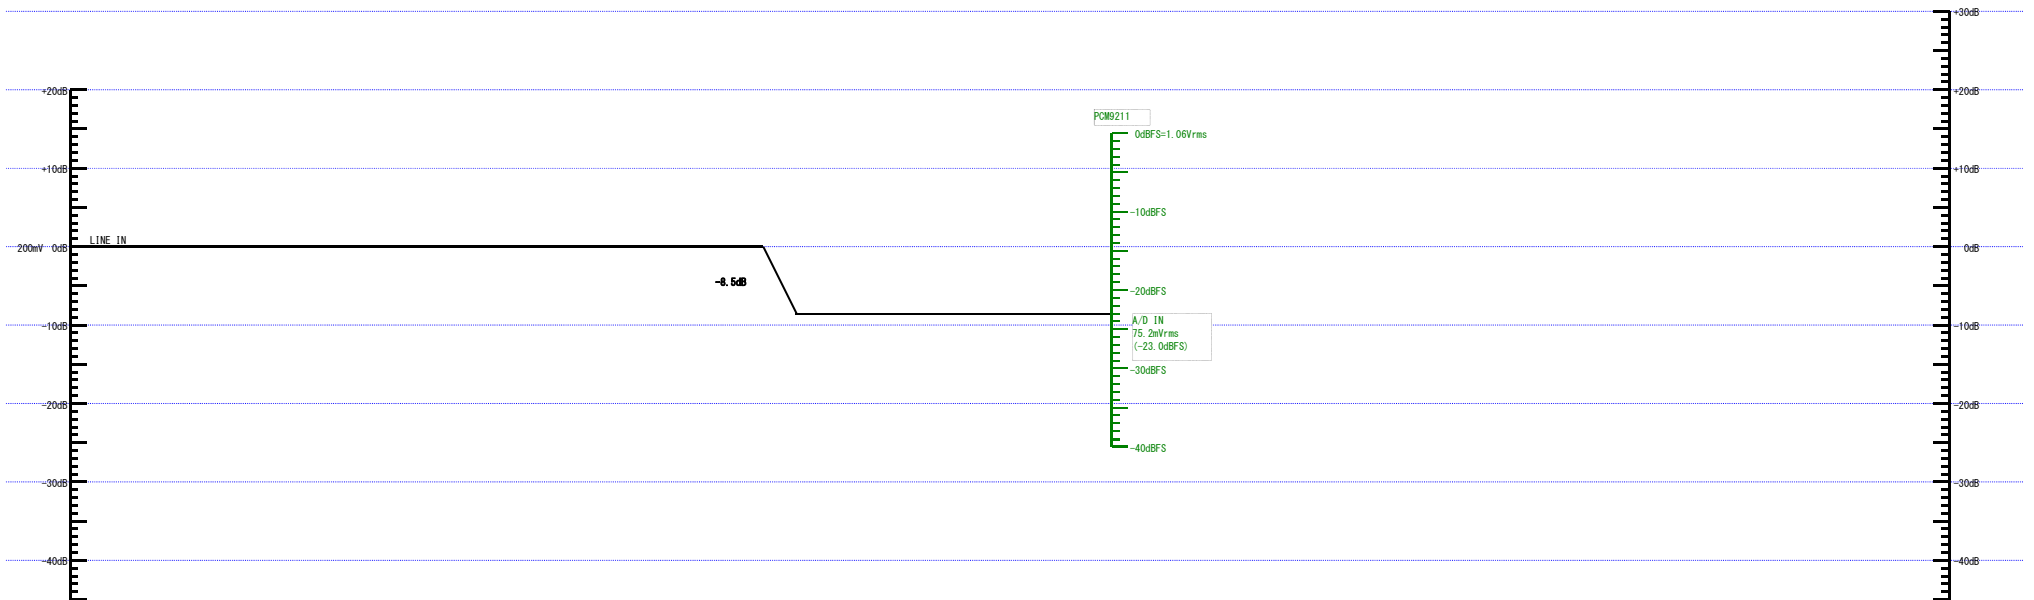 +30dB
+20dB
+20dB
PCM9211
0dBFS=1.06Vrms
+10dB
+10dB
-10dBFS
LINE IN
200mV 0dB
0dB
-8.5dB
-20dBFS
A/D IN
-10dB
-10dB
75.2mVrms
(-23.0dBFS)
-30dBFS
-20dB
-20dB
-40dBFS
-30dB
-30dB
-40dB
-40dB